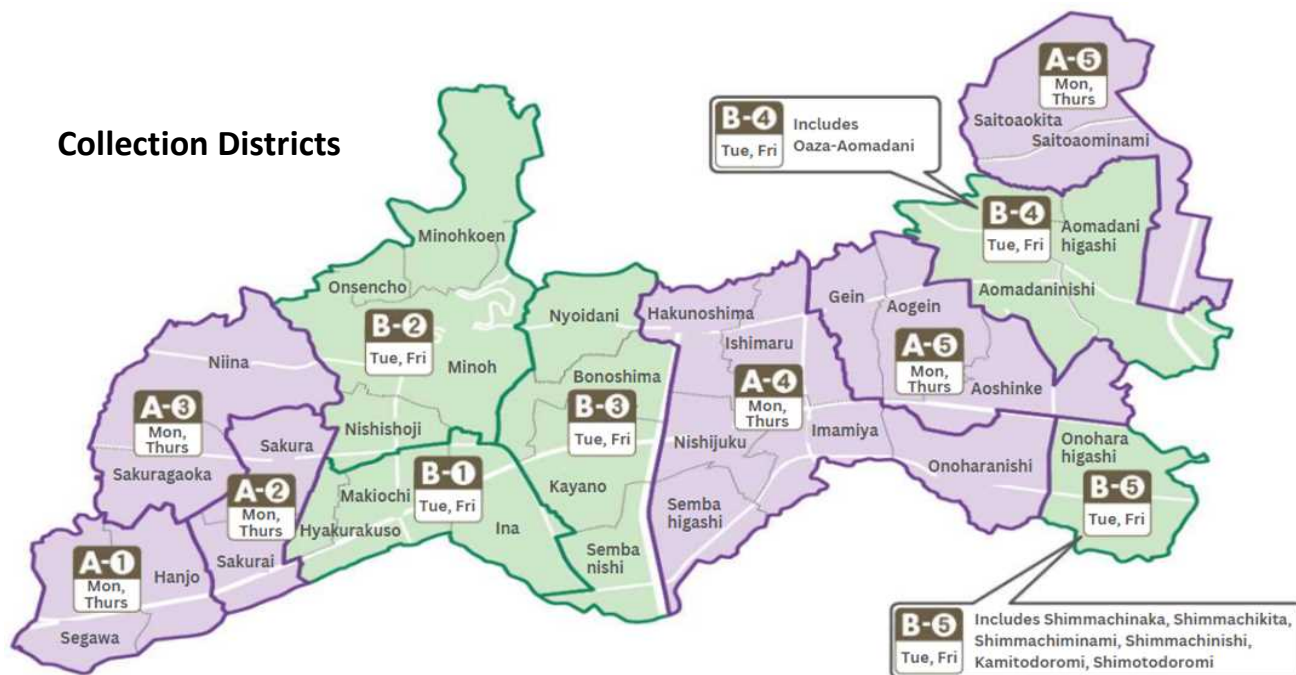 Collection Districts
A-5
Mon,
Thurs
Saitoaokita
Saitoaominami
B-4
Tue, Fri
Includes
Oaza-Aomadani
B-4
Tue, Fri
Aomadani
higashi
Aomadaninishi
Minohkoen
Onsencho
B-2
Tue, Fri
Minoh
Nishishoji
Nyoidani
Bonoshima
B-3
Tue, Fri
Kayano
Semba
nishi
Hakunoshima
Ishimaru
A-4
Mon,
Thurs
Nishijuku
Imamiya
Semba
higashi
Onoharanishi
Gein
Aogein
A-5
Mon,
Thurs
Aoshinke
Niina
A-3
Mon,
Thurs
Sakuragaoka
Sakura
A-2
Mon,
Thurs
Sakurai
B-1
Tue, Fri
Makiochi
Hyakurakuso
Ina
A-1
Mon,
Thurs
Hanjo
Segawa
Onohara
higashi
B-5
Tue, Fri
B-5
Tue, Fri
Includes Shimmachinaka, Shimmachikita,
Shimmachiminami, Shimmachinishi,
Kamitodoromi, Shimotodoromi